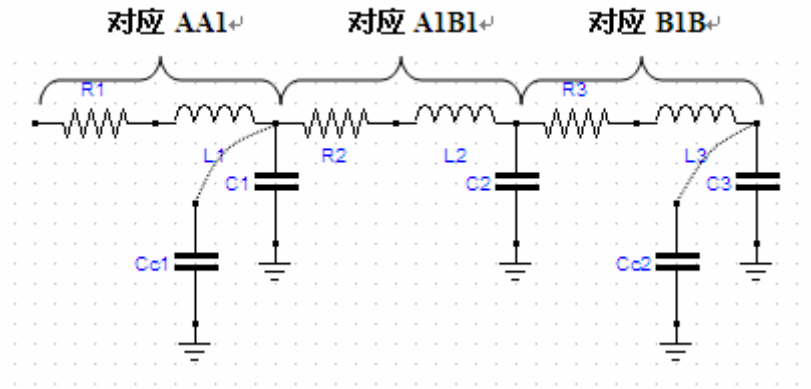 对应 AA1↵
对应 A1B1↵
对应 B1B↵
R1
R3
L1
R2
L2
L3
C1
C2
C3
Cc1
Cc2